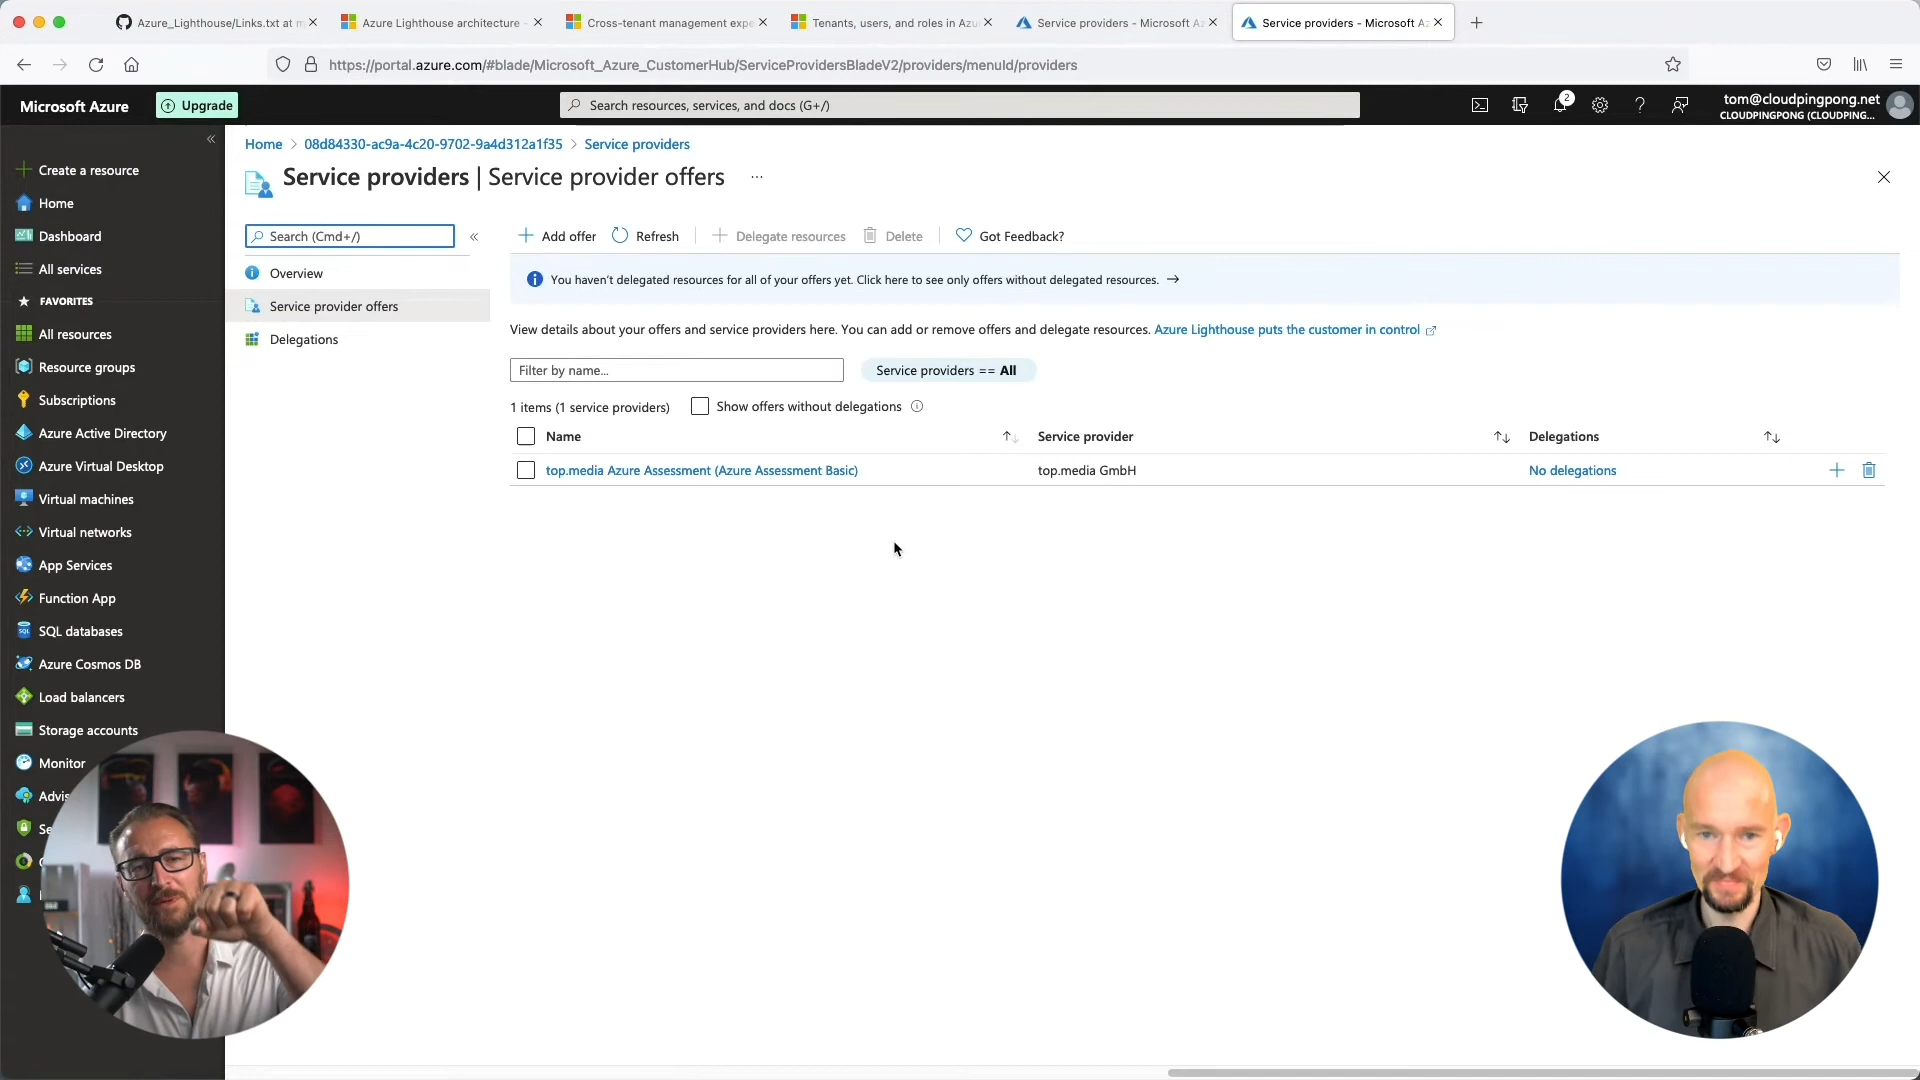 Azure_Lighthouse/Links.txt at m
Azure Lighthouse architecture -
Cross-tenant management expe
Tenants, users, and roles in Azu
Service providers - Microsoft Az
Service providers - Microsoft Az
https://portal.azure.com/#blade/Microsoft_Azure_CustomerHub/ServiceProvidersBladeV2/providers/menuId/providers
Microsoft Azure
Upgrade
Search resources, services, and docs (G+/)
2
tom@cloudpingpong.net
CLOUDPINGPONG (CLOUDPING...
Home > 08d84330-ac9a-4c20-9702-9a4d312a1f35 > Service providers
Service providers | Service provider offers ...
Create a resource
Home
Dashboard
All services
FAVORITES
All resources
Resource groups
Subscriptions
Azure Active Directory
Azure Virtual Desktop
Virtual machines
Virtual networks
App Services
Function App
SQL databases
Azure Cosmos DB
Load balancers
Storage accounts
Monitor
Advis
Se
Search (Cmd+/)
Overview
Service provider offers
Delegations
Add offer
Refresh
Delegate resources
Delete
Got Feedback?
You haven't delegated resources for all of your offers yet. Click here to see only offers without delegated resources. →
View details about your offers and service providers here. You can add or remove offers and delegate resources. Azure Lighthouse puts the customer in control
Filter by name...
Service providers == All
1 items (1 service providers)
Show offers without delegations
Name
Service provider
Delegations
top.media Azure Assessment (Azure Assessment Basic)
top.media GmbH
No delegations